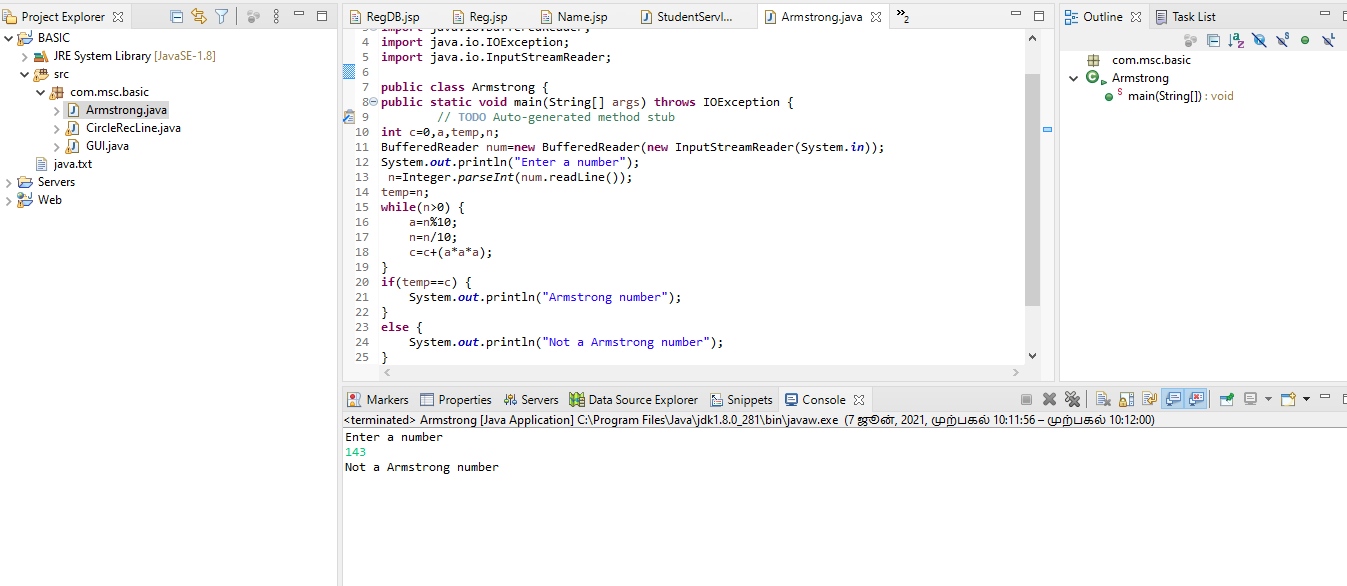 Project Explorer
BASIC
JRE System Library [JavaSE-1.8]
src
com.msc.basic
Armstrong.java
CircleRecLine.java
GUI.java
java.txt
Servers
Web
RegDB.jsp Reg.jsp Name.jsp StudentServl... Armstrong.java »2
import java.io.BufferedReader;
4 import java.io.IOException;
5 import java.io.InputStreamReader;
6
7 public class Armstrong {
8 public static void main(String[] args) throws IOException {
9 // TODO Auto-generated method stub
10 int c=0,a,temp,n;
11 BufferedReader num=new BufferedReader(new InputStreamReader(System.in));
12 System.out.println("Enter a number");
13 n=Integer.parseInt(num.readLine());
14 temp=n;
15 while(n>0) {
16 a=n%10;
17 n=n/10;
18 c=c+(a*a*a);
19 }
20 if(temp==c) {
21 System.out.println("Armstrong number");
22 }
23 else {
24 System.out.println("Not a Armstrong number");
25 }
Outline Task List
com.msc.basic
Armstrong
main(String[]) : void
Markers Properties Servers Data Source Explorer Snippets Console
<terminated> Armstrong [Java Application] C:\Program Files\Java\jdk1.8.0_281\bin\javaw.exe (7 ஜூன், 2021, முற்பகல் 10:11:56 – முற்பகல் 10:12:00)
Enter a number
143
Not a Armstrong number